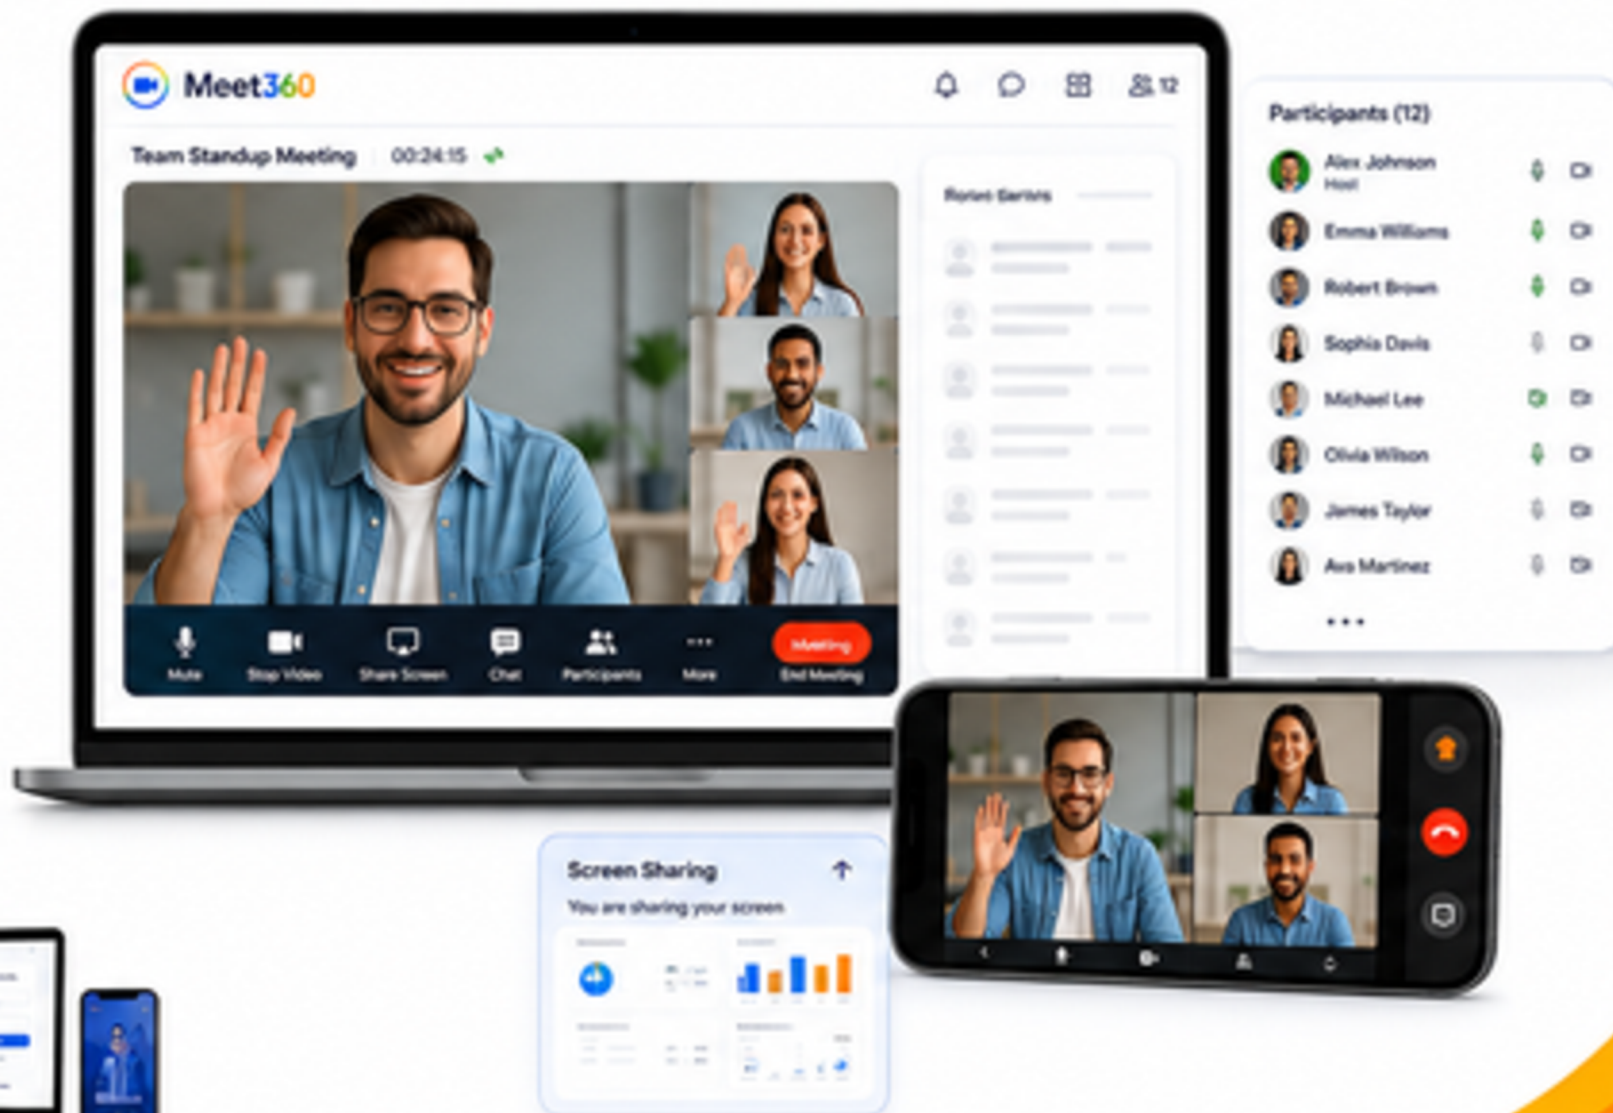 Meet360
12
Team Standup Meeting
00:24:15
Mute
Stop Video
Share Screen
Chat
Participants
More
Meeting
End Meeting
Participants (12)
Alex Johnson
Host
Emma Williams
Robert Brown
Sophia Davis
Michael Lee
Olivia Wilson
James Taylor
Ava Martinez
Screen Sharing
You are sharing your screen